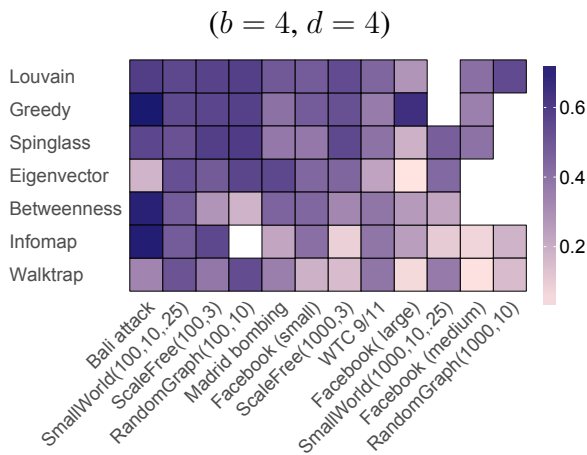 (b = 4, d = 4)
Louvain
Greedy
Spinglass
Eigenvector
Betweenness
Infomap
Walktrap
0.6
0.4
0.2
Bali attack
SmallWorld(100,10,.25)
ScaleFree(100,3)
RandomGraph(100,10)
Madrid bombing
Facebook (small)
ScaleFree(1000,3)
WTC 9/11
Facebook( large)
SmallWorld(1000,10,.25)
Facebook (medium)
RandomGraph(1000,10)